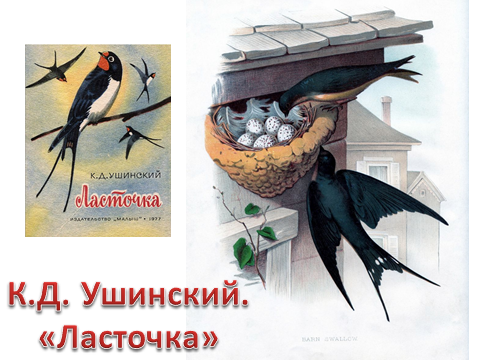 К.Д. УШИНСКИЙ
Ласточка
ИЗДАТЕЛЬСТВО „МАЛЫШ" • 1977
BARN SWALLOW
К.Д. Ушинский.
«Ласточка»